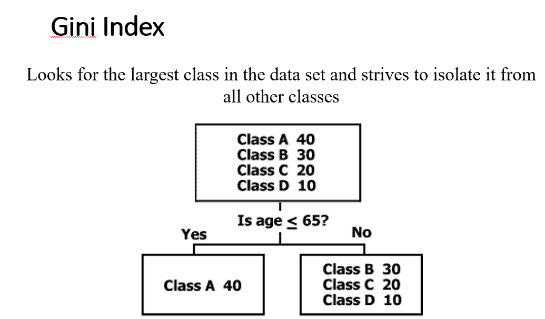 Gini Index
Looks for the largest class in the data set and strives to isolate it from
all other classes
Class A 40
Class B 30
Class C 20
Class D 10
Is age ≤ 65?
Yes
No
Class A 40
Class B 30
Class C 20
Class D 10